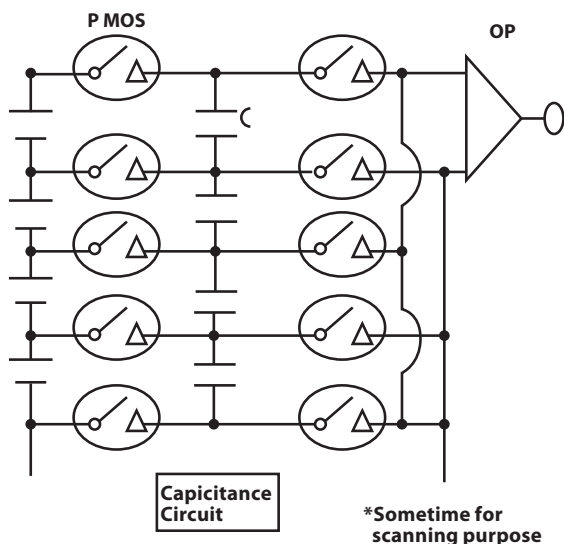 P MOS
OP
C
Capicitance
Circuit
*Sometime for
scanning purpose